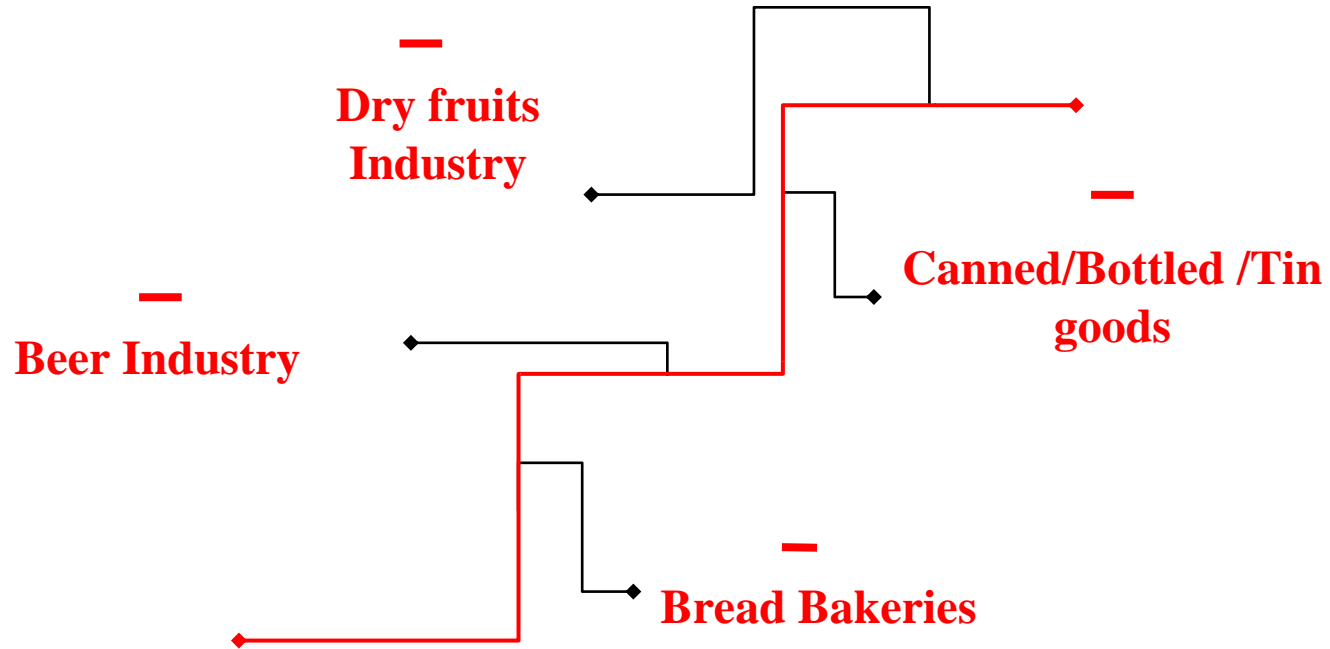 Dry fruits
Industry
Canned/Bottled /Tin
goods
Beer Industry
Bread Bakeries